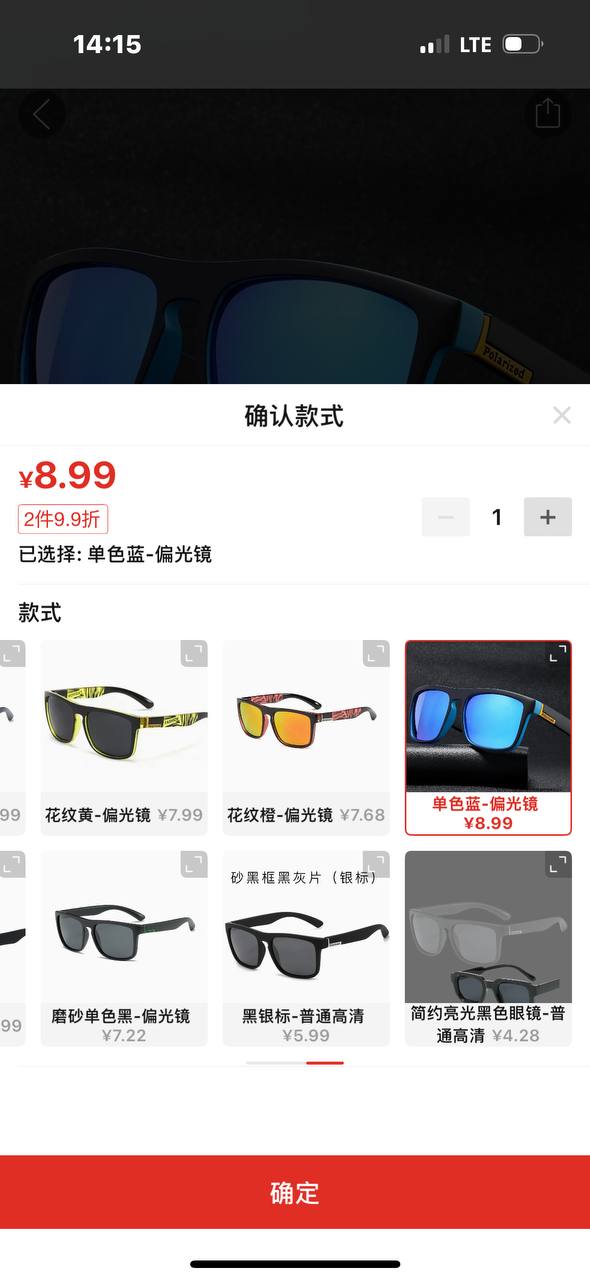 14:15
LTE
Polarized
确认款式
¥8.99
2件9.9折
1
已选择: 单色蓝-偏光镜
款式
99
花纹黄-偏光镜 ¥7.99
花纹橙-偏光镜 ¥7.68
单色蓝-偏光镜
¥8.99
砂黑框黑灰片（银标）
99
磨砂单色黑-偏光镜
¥7.22
黑银标-普通高清
¥5.99
简约亮光黑色眼镜-普
通高清 ¥4.28
确定